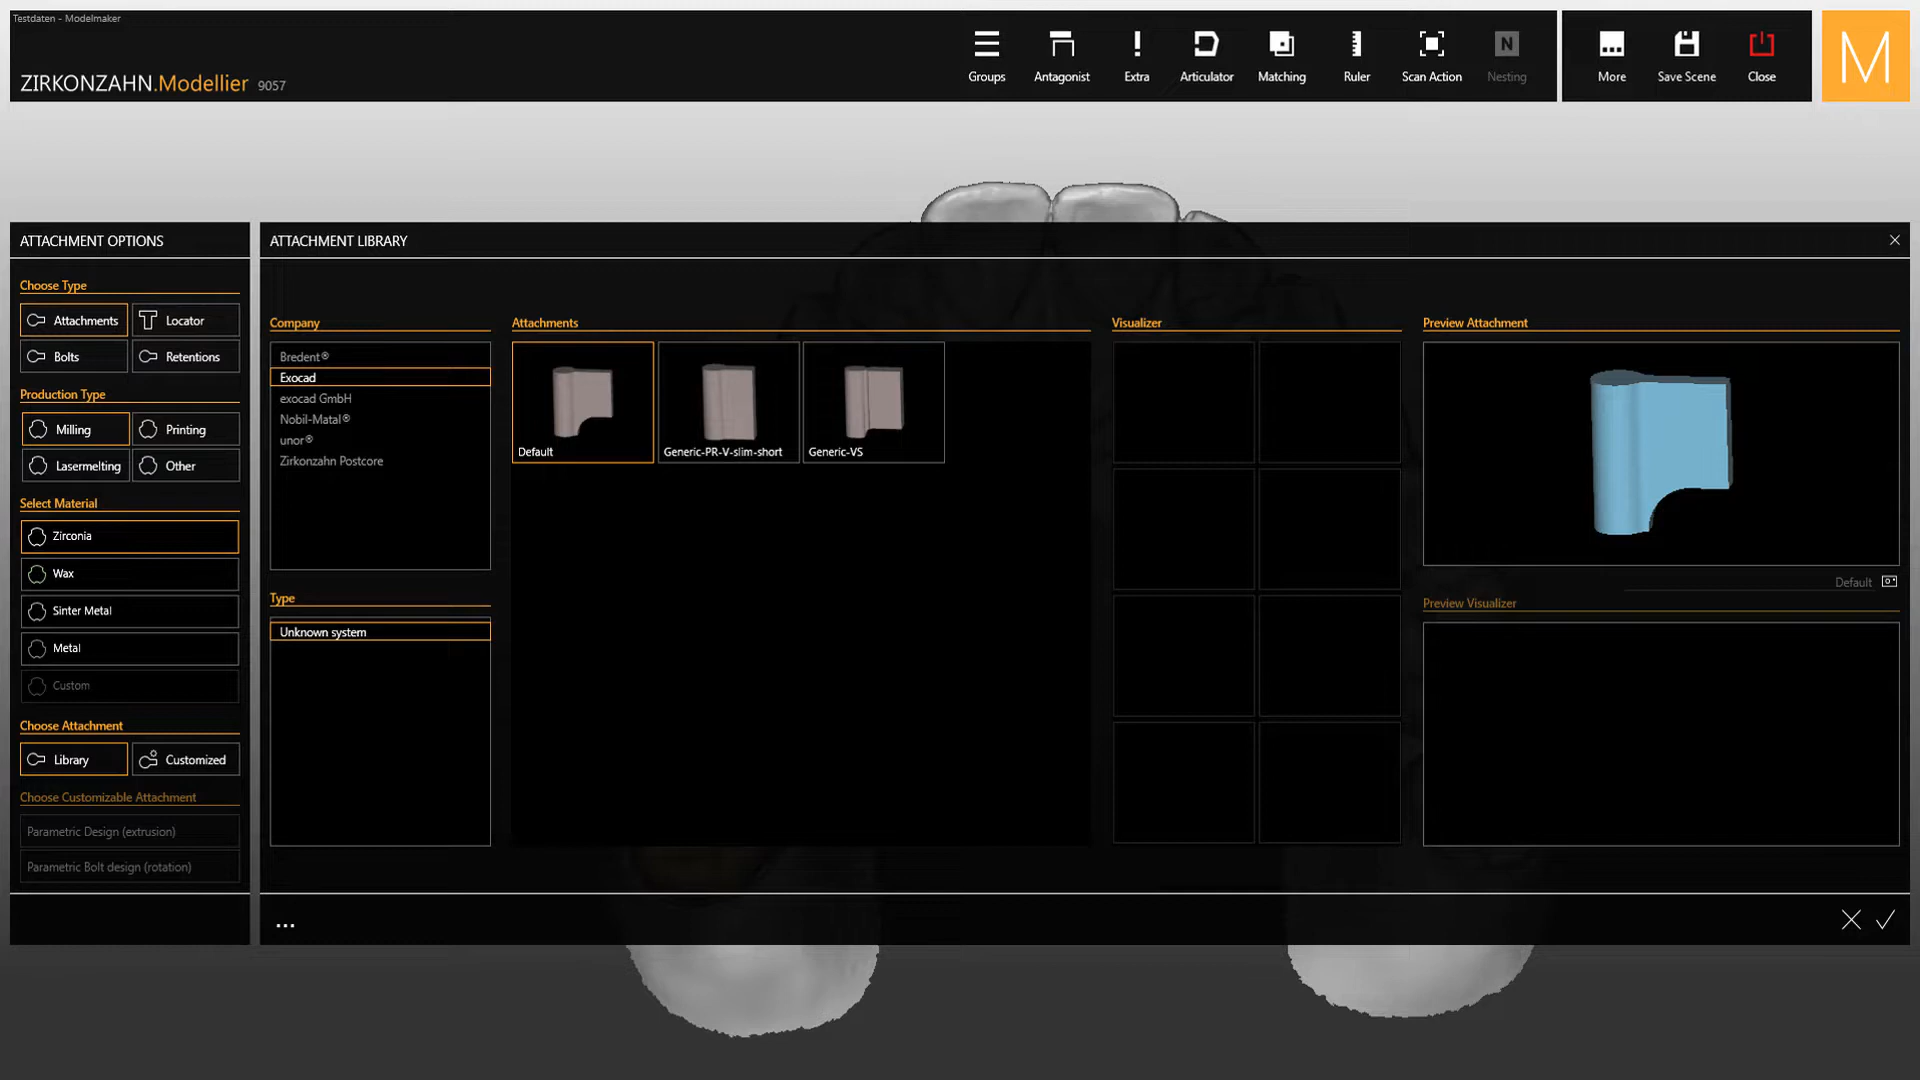 Testdaten - Modelmaker
ZIRKONZAHN.Modellier 9057
Groups
Antagonist
Extra
Articulator
Matching
Ruler
Scan Action
N
Nesting
More
Save Scene
Close
M
ATTACHMENT OPTIONS
Choose Type
Attachments
Locator
Bolts
Retentions
Production Type
Milling
Printing
Lasermelting
Other
Select Material
Zirconia
Wax
Sinter Metal
Metal
Custom
Choose Attachment
Library
Customized
Choose Customizable Attachment
Parametric Design (extrusion)
Parametric Bolt design (rotation)
ATTACHMENT LIBRARY
Company
Bredent®
Exocad
exocad GmbH
Nobil-Matal®
unor®
Zirkonzahn Postcore
Type
Unknown system
Attachments
Default
Generic-PR-V-slim-short
Generic-VS
Visualizer
Preview Attachment
Default
Preview Visualizer
...